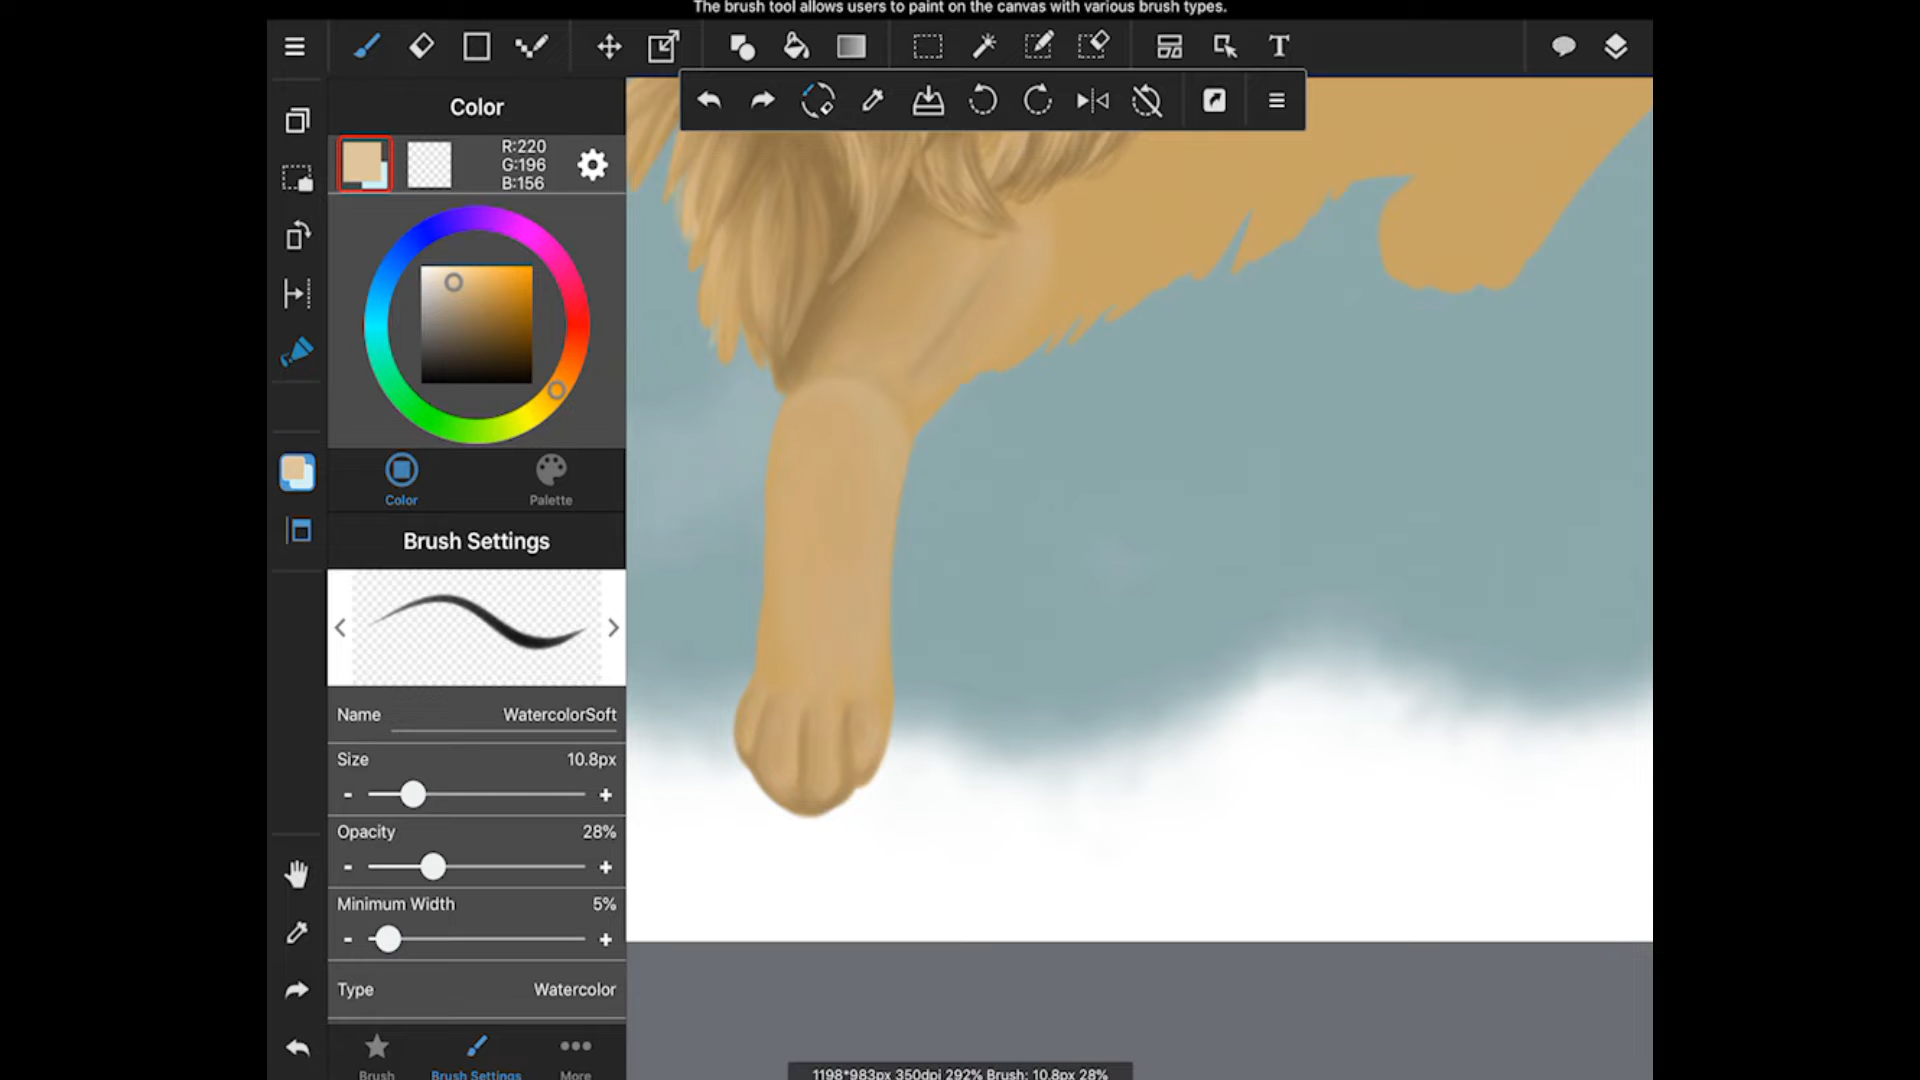 The brush tool allows users to paint on the canvas with various brush types.
T
Color
R:220
G:196
B:156
Color
Palette
Brush Settings
Name
WatercolorSoft
Size
10.8px
-
+
Opacity
28%
-
+
Minimum Width
5%
-
+
Type
Watercolor
Brush
Brush Settings
More
1198*983px 350dpi 292% Brush: 10.8px 28%